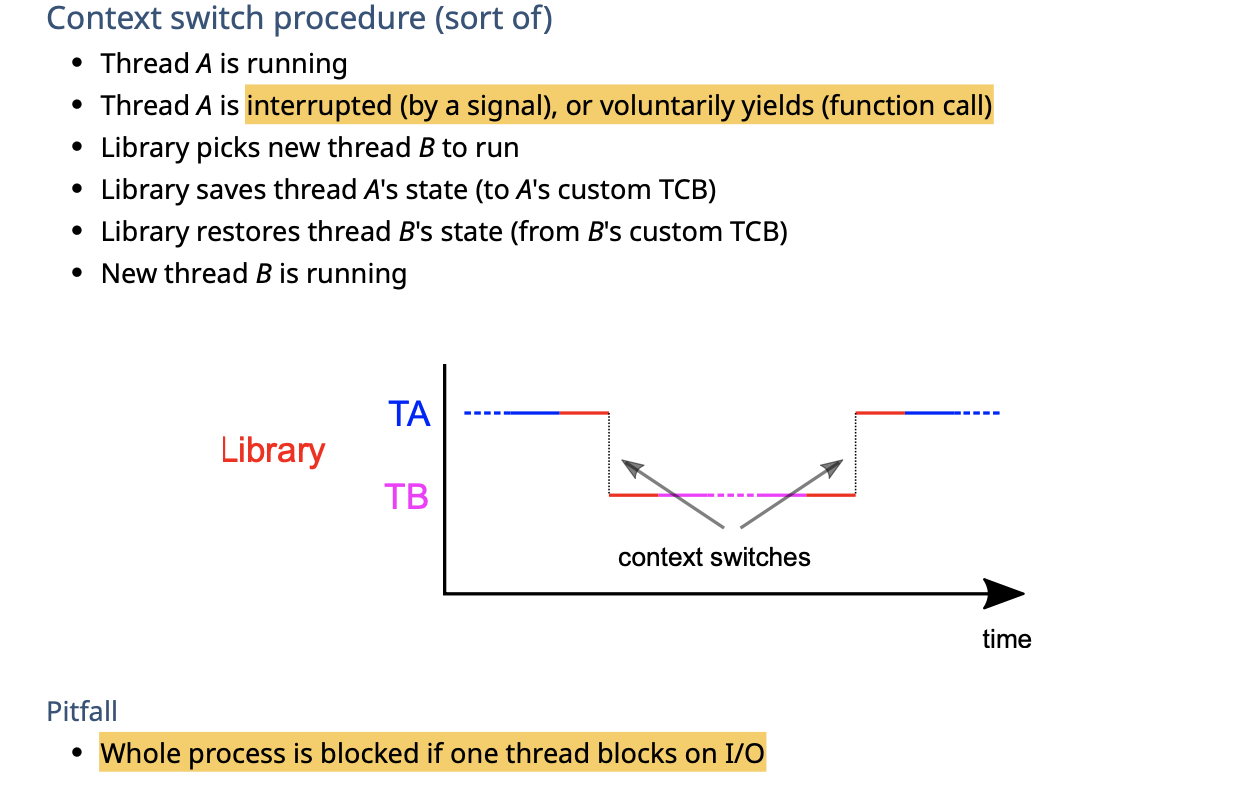 Context switch procedure (sort of)
• Thread A is running
• Thread A is interrupted (by a signal), or voluntarily yields (function call)
• Library picks new thread B to run
• Library saves thread A's state (to A's custom TCB)
• Library restores thread B's state (from B's custom TCB)
• New thread B is running
TA
Library
TB
context switches
time
Pitfall
• Whole process is blocked if one thread blocks on I/O